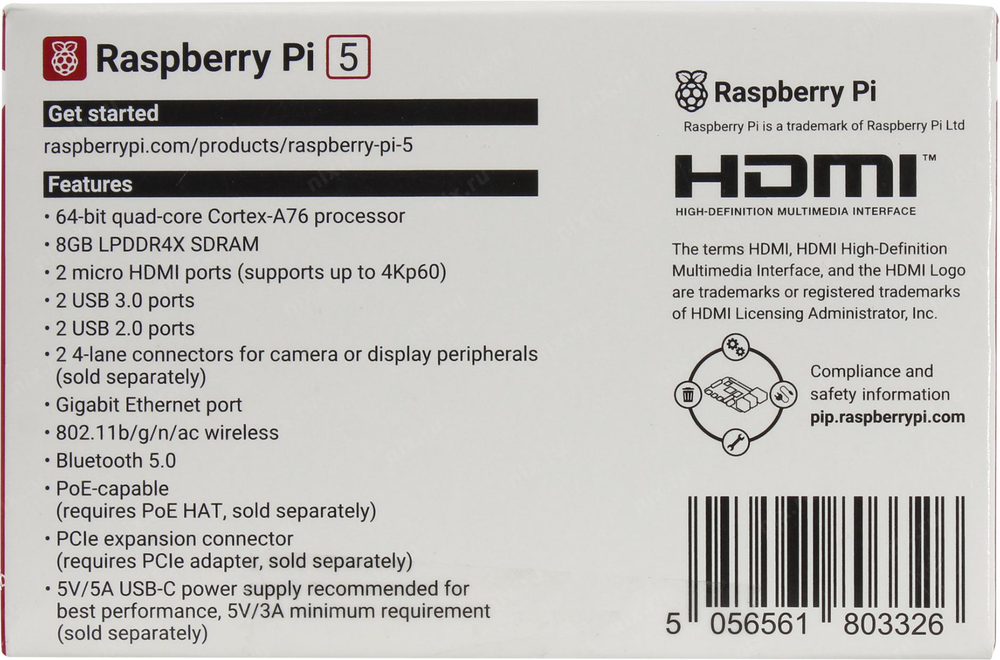 Raspberry Pi 5
Get started
raspberrypi.com/products/raspberry-pi-5
Features
• 64-bit quad-core Cortex-A76 processor
• 8GB LPDDR4X SDRAM
• 2 micro HDMI ports (supports up to 4Kp60)
• 2 USB 3.0 ports
• 2 USB 2.0 ports
• 2 4-lane connectors for camera or display peripherals
(sold separately)
• Gigabit Ethernet port
• 802.11b/g/n/ac wireless
• Bluetooth 5.0
• PoE-capable
(requires PoE HAT, sold separately)
• PCIe expansion connector
(requires PCIe adapter, sold separately)
• 5V/5A USB-C power supply recommended for
best performance, 5V/3A minimum requirement
(sold separately)
Raspberry Pi
Raspberry Pi is a trademark of Raspberry Pi Ltd
HDMI™
HIGH-DEFINITION MULTIMEDIA INTERFACE
The terms HDMI, HDMI High-Definition
Multimedia Interface, and the HDMI Logo
are trademarks or registered trademarks
of HDMI Licensing Administrator, Inc.
Compliance and
safety information
pip.raspberrypi.com
5 056561 803326